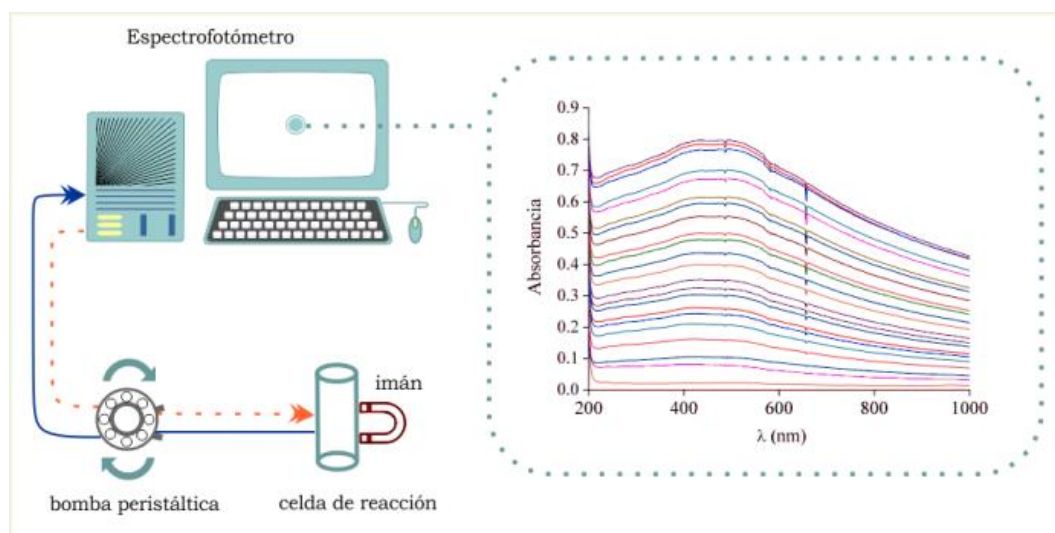 Espectrofotómetro
imán
bomba peristáltica
celda de reacción
Absorbancia
0.9
0.8
0.7
0.6
0.5
0.4
0.3
0.2
0.1
0.0
200
400
600
800
1000
λ (nm)